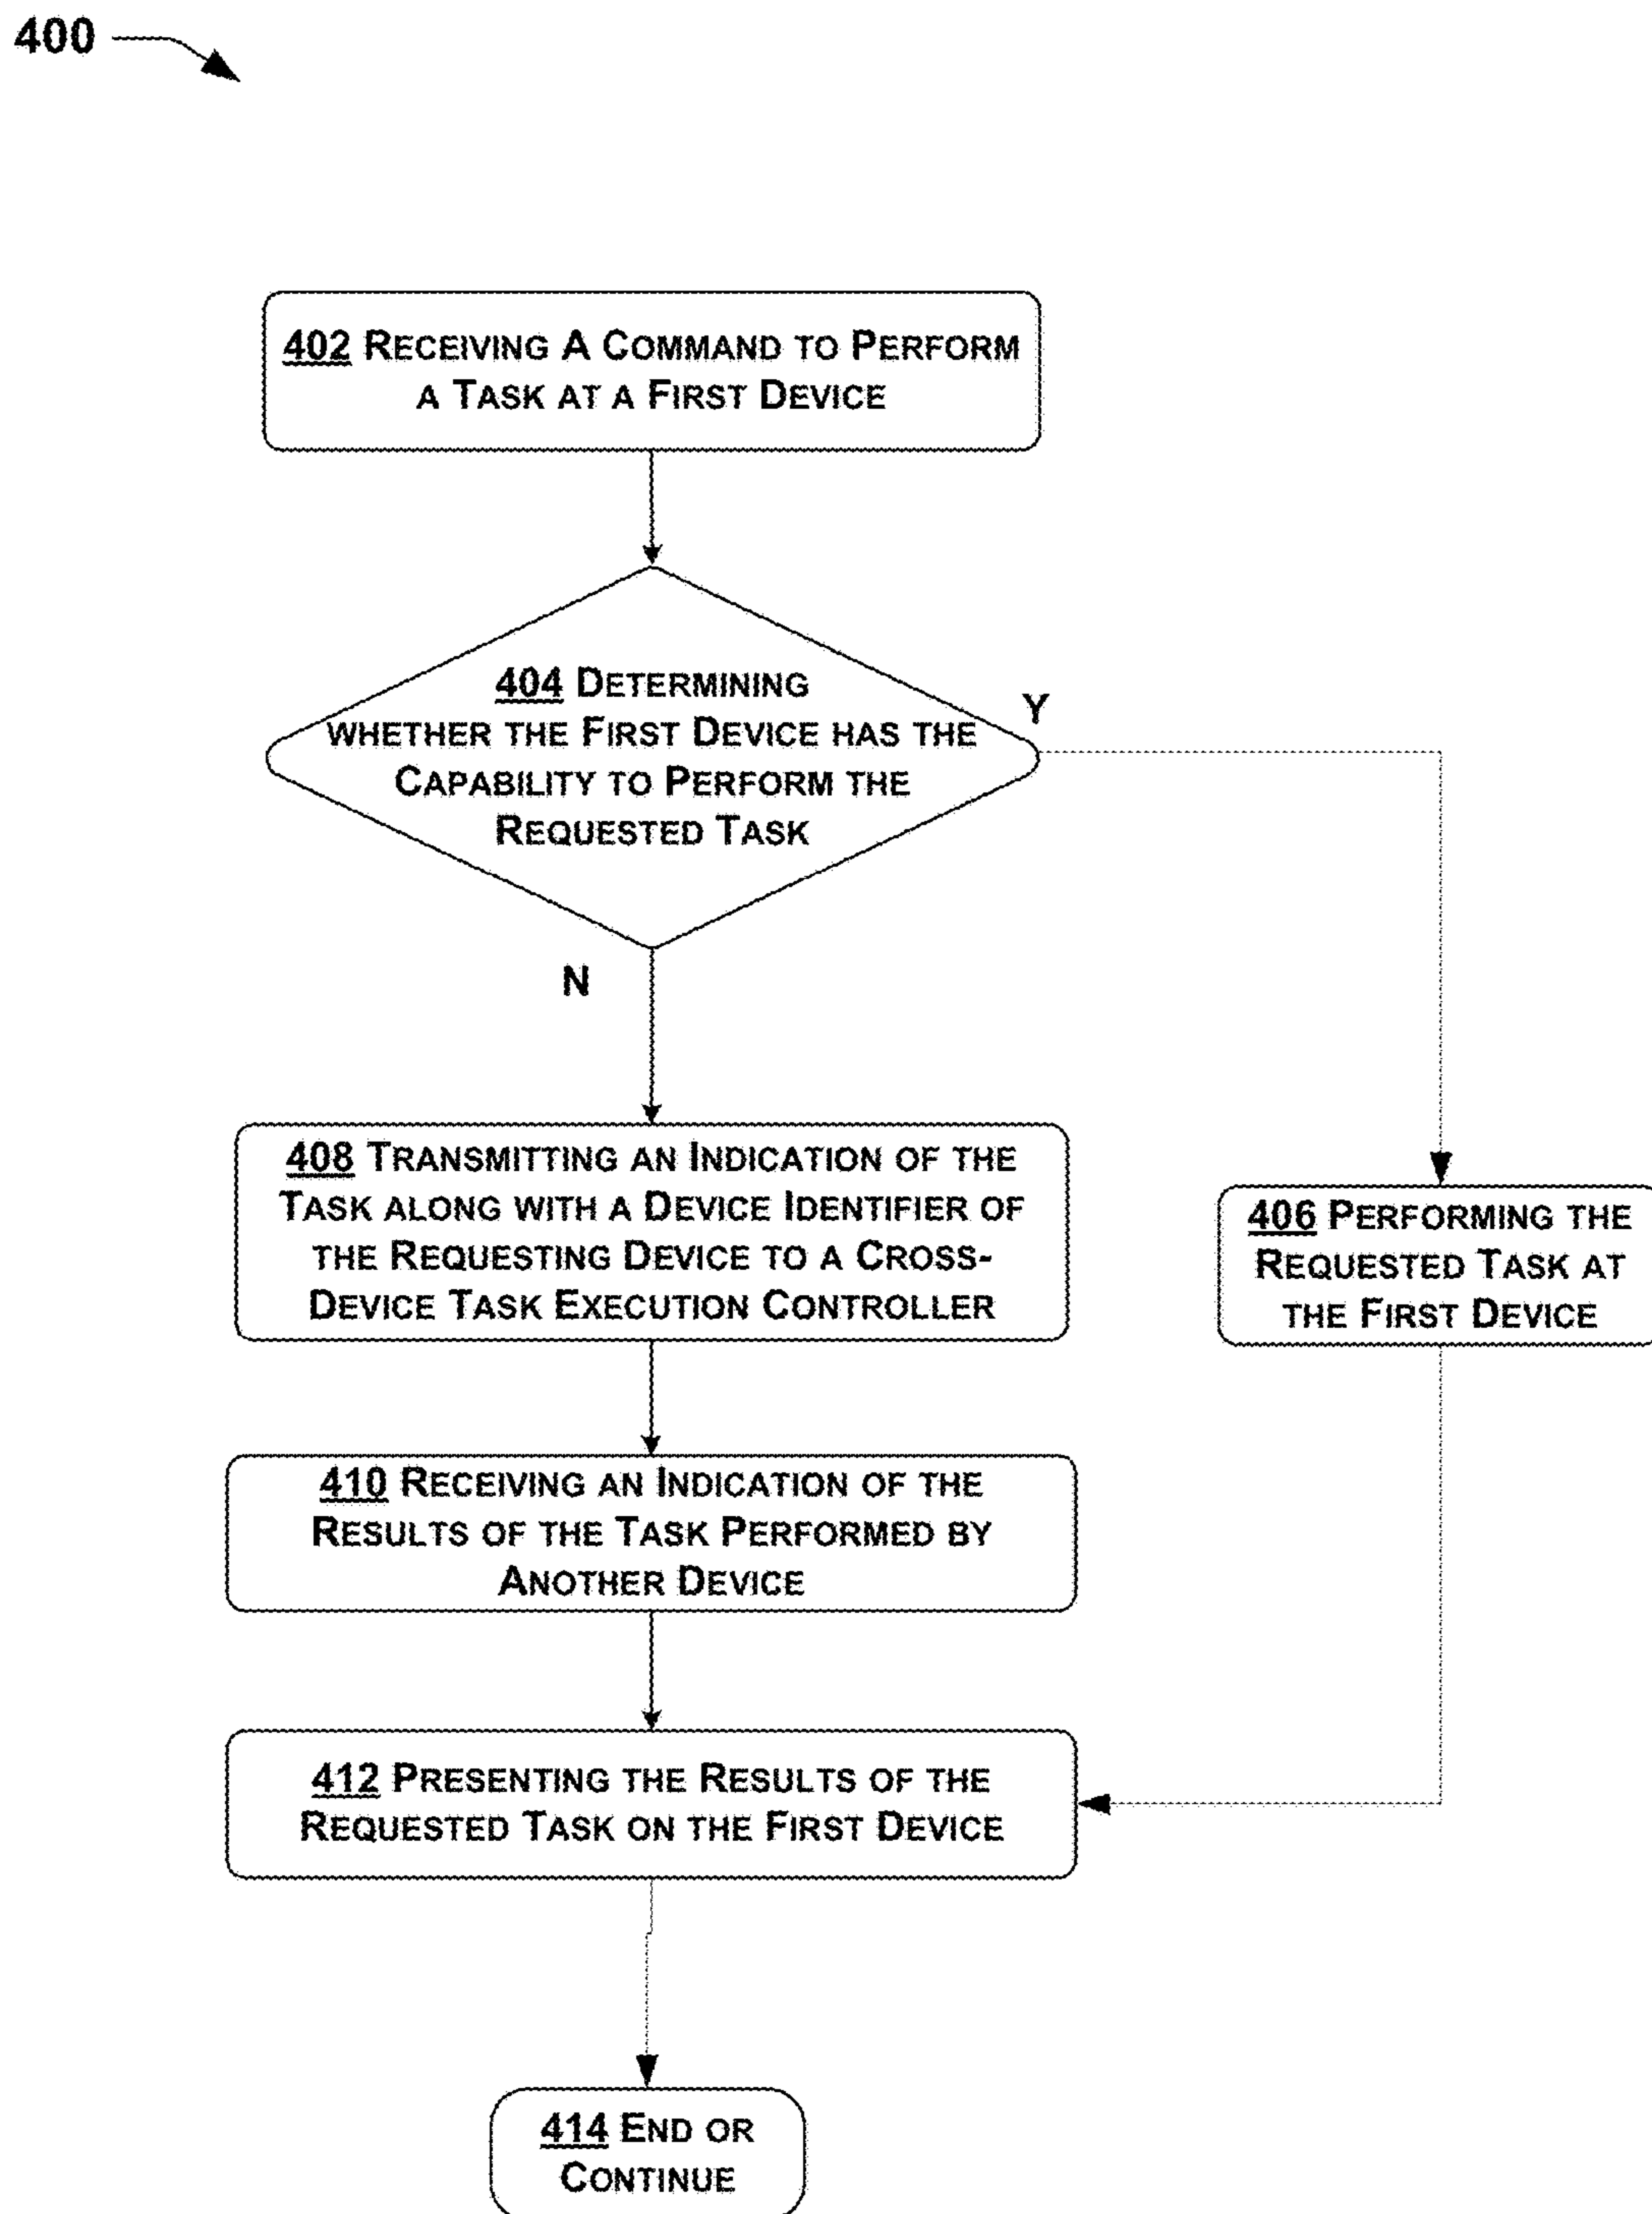 400
402 RECEIVING A COMMAND TO PERFORM
A TASK AT A FIRST DEVICE
404 DETERMINING
WHETHER THE FIRST DEVICE HAS THE
CAPABILITY TO PERFORM THE
REQUESTED TASK
Y
N
408 TRANSMITTING AN INDICATION OF THE
TASK ALONG WITH A DEVICE IDENTIFIER OF
THE REQUESTING DEVICE TO A CROSS-
DEVICE TASK EXECUTION CONTROLLER
406 PERFORMING THE
REQUESTED TASK AT
THE FIRST DEVICE
410 RECEIVING AN INDICATION OF THE
RESULTS OF THE TASK PERFORMED BY
ANOTHER DEVICE
412 PRESENTING THE RESULTS OF THE
REQUESTED TASK ON THE FIRST DEVICE
414 END OR
CONTINUE